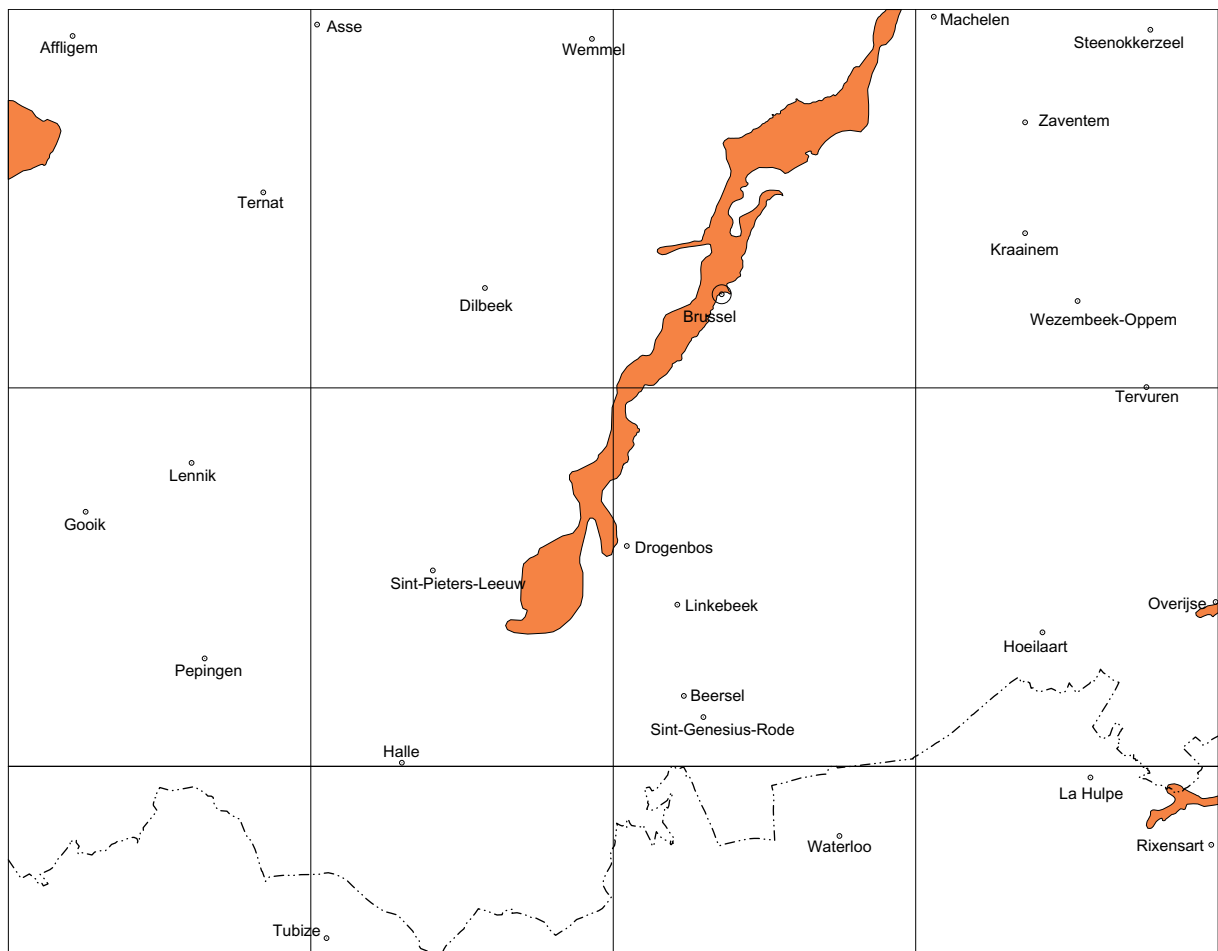 Affligem
Asse
Wemmel
Machelen
Steenokkerzeel
Zaventem
Ternat
Kraainem
Dilbeek
Brussel
Wezembeek-Oppem
Tervuren
Lennik
Gooik
Drogenbos
Sint-Pieters-Leeuw
Linkebeek
Overijse
Hoeilaart
Pepingen
Beersel
Sint-Genesius-Rode
Halle
La Hulpe
Waterloo
Rixensart
Tubize